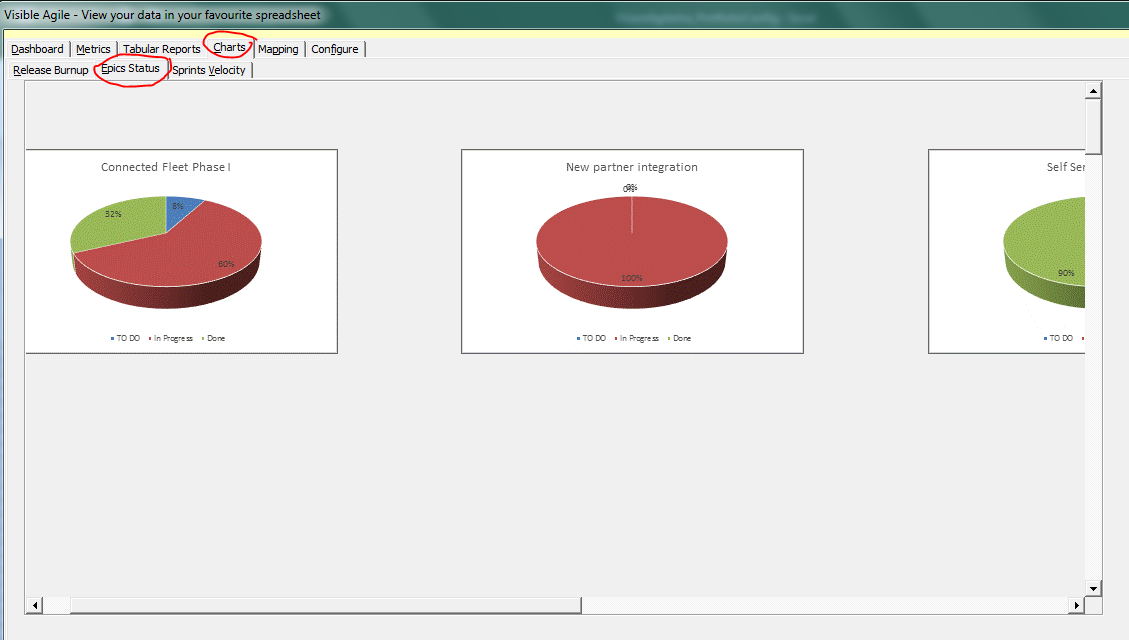 Visible Agile - View your data in your favourite spreadsheet
Dashboard Metrics Tabular Reports Charts Mapping Configure
Release Burnup Epics Status Sprints Velocity
Connected Fleet Phase I
8%
32%
60%
TO DO In Progress Done
New partner integration
0%
100%
TO DO In Progress Done
Self Ser
90%
TO DO